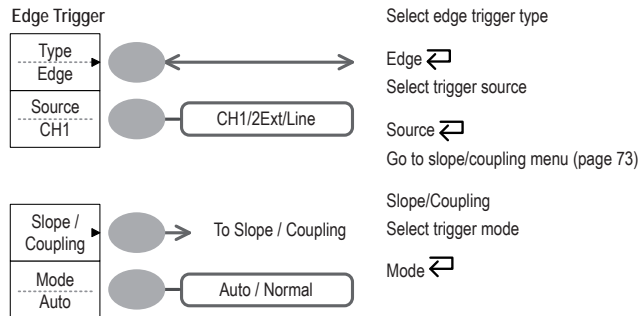 Edge Trigger
Type
Edge
Source
CH1
CH1/2Ext/Line
Slope /
Coupling
To Slope / Coupling
Mode
Auto
Auto / Normal
Select edge trigger type
Edge
Select trigger source
Source
Go to slope/coupling menu (page 73)
Slope/Coupling
Select trigger mode
Mode